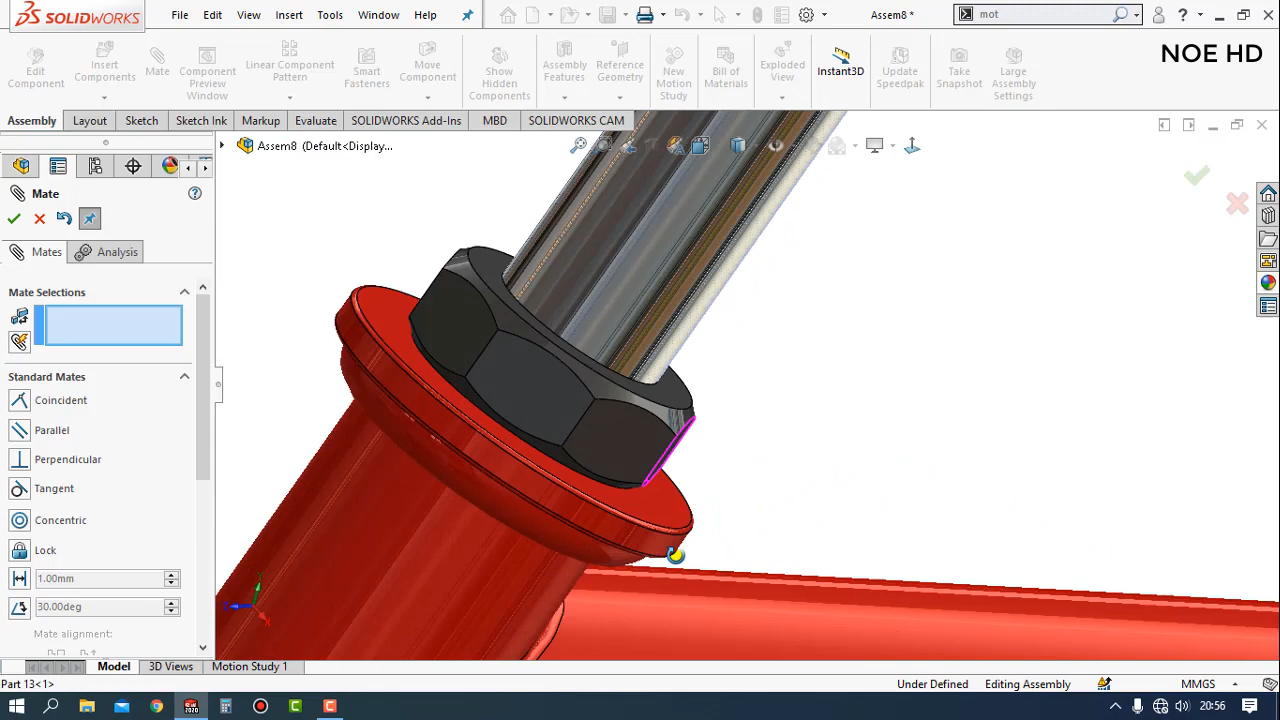 SOLIDWORKS
File
Edit
View
Insert
Tools
Window
Help
Assem8 *
mot
NOE HD
Edit Component
Insert Components
Mate
Component Preview Window
Linear Component Pattern
Smart Fasteners
Move Component
Show Hidden Components
Assembly Features
Reference Geometry
New Motion Study
Bill of Materials
Exploded View
Instant3D
Update Speedpak
Take Snapshot
Large Assembly Settings
Assembly
Layout
Sketch
Sketch Ink
Markup
Evaluate
SOLIDWORKS Add-Ins
MBD
SOLIDWORKS CAM
Assem8 (Default<Display...
Mate
Mates
Analysis
Mate Selections
Standard Mates
Coincident
Parallel
Perpendicular
Tangent
Concentric
Lock
1.00mm
30.00deg
Mate alignment:
Model
3D Views
Motion Study 1
Part 13<1>
Under Defined
Editing Assembly
MMGS
20:56